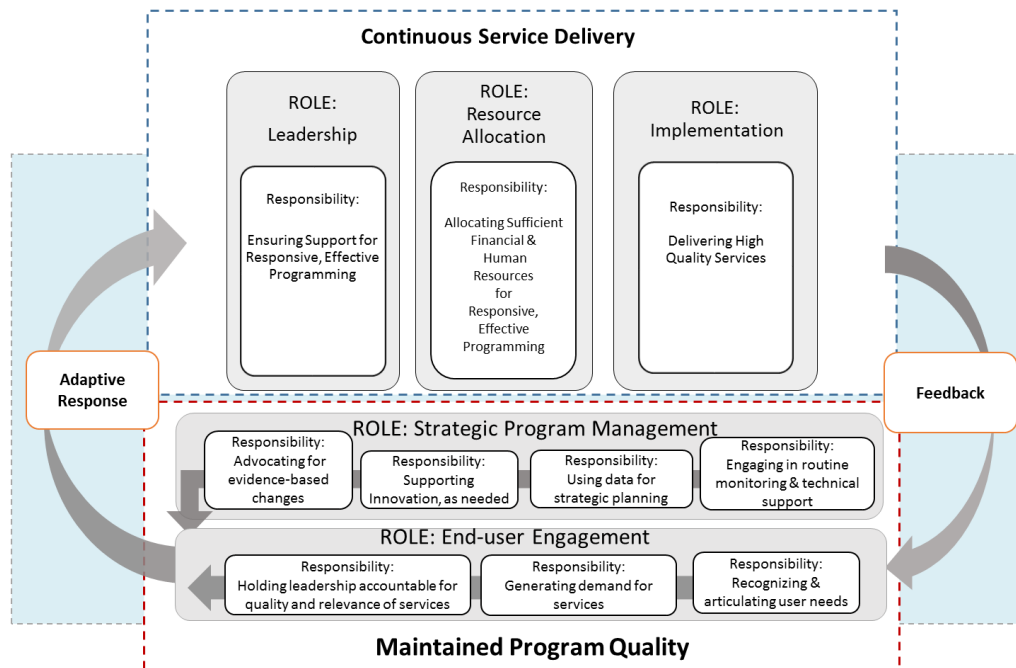 Continuous Service Delivery
ROLE:
Leadership
Responsibility:
Ensuring Support for
Responsive, Effective
Programming
ROLE:
Resource
Allocation
Responsibility:
Allocating Sufficient
Financial &
Human
Resources
for
Responsive,
Effective
Programming
ROLE:
Implementation
Responsibility:
Delivering High
Quality Services
Adaptive
Response
Feedback
ROLE: Strategic Program Management
Responsibility:
Advocating for
evidence-based
changes
Responsibility:
Supporting
Innovation, as needed
Responsibility:
Using data for
strategic planning
Responsibility:
Engaging in routine
monitoring & technical
support
ROLE: End-user Engagement
Responsibility:
Holding leadership accountable for
quality and relevance of services
Responsibility:
Generating demand for
services
Responsibility:
Recognizing &
articulating user needs
Maintained Program Quality